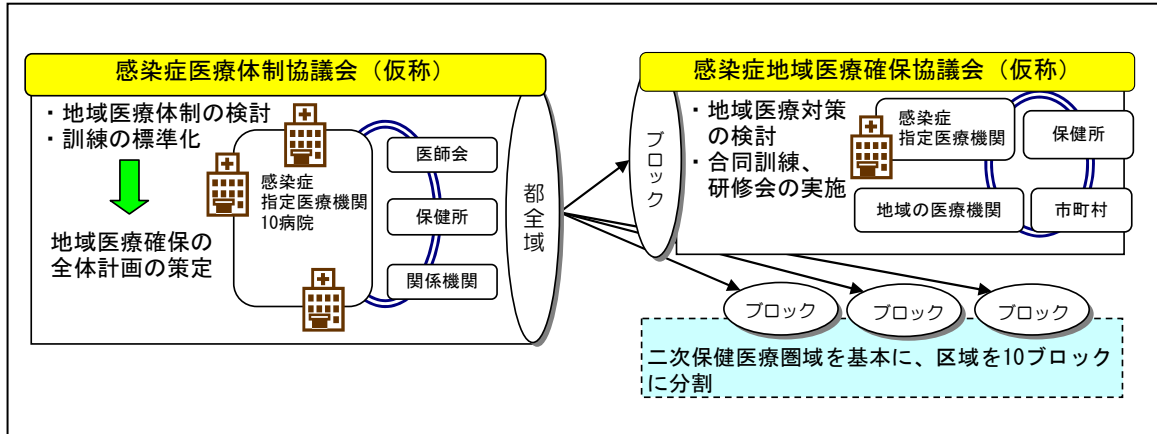 感染症医療体制協議会（仮称）
・地域医療体制の検討
・訓練の標準化
地域医療確保の
全体計画の策定
感染症
指定医療機関
10病院
医師会
保健所
関係機関
都全域
感染症地域医療確保協議会（仮称）
ブロック
・地域医療対策
の検討
・合同訓練、
研修会の実施
感染症
指定医療機関
保健所
地域の医療機関
市町村
ブロック
ブロック
ブロック
二次保健医療圏域を基本に、区域を10ブロック
に分割